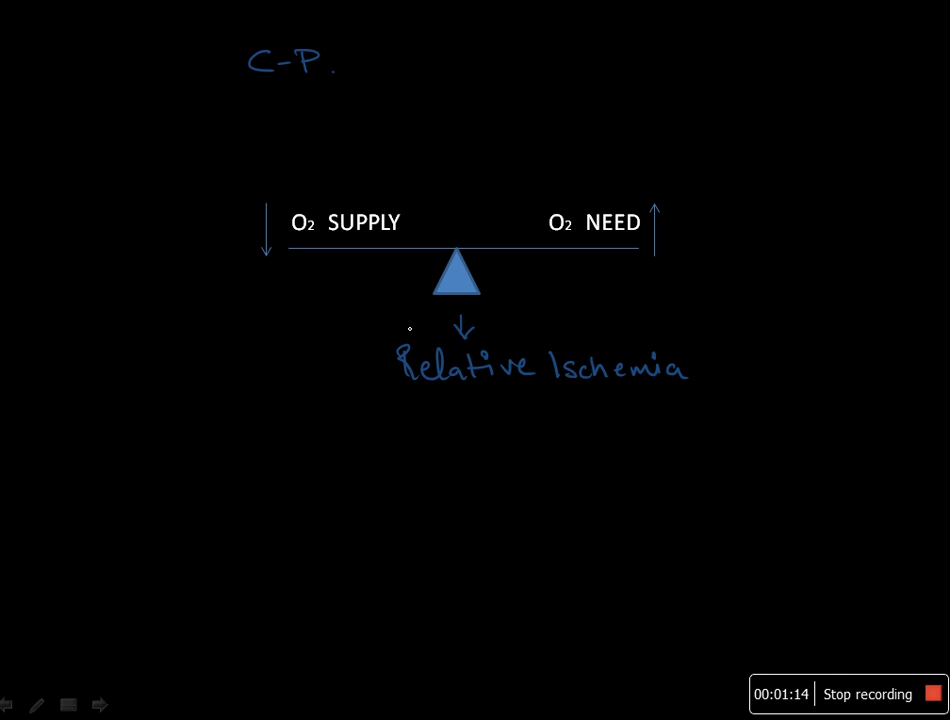 C-P.
O₂ SUPPLY O₂ NEED
Relative Ischemia
00:01:14 Stop recording